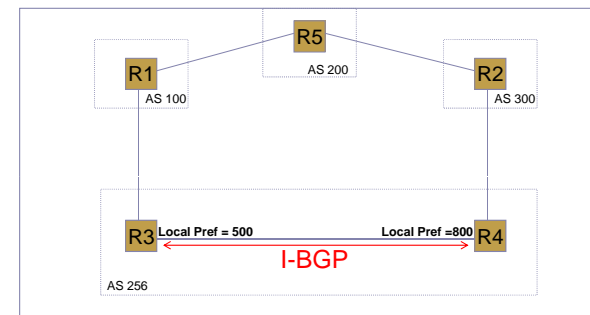 R5
AS 200
R1
AS 100
R2
AS 300
R3
Local Pref = 500
Local Pref =800
R4
I-BGP
AS 256